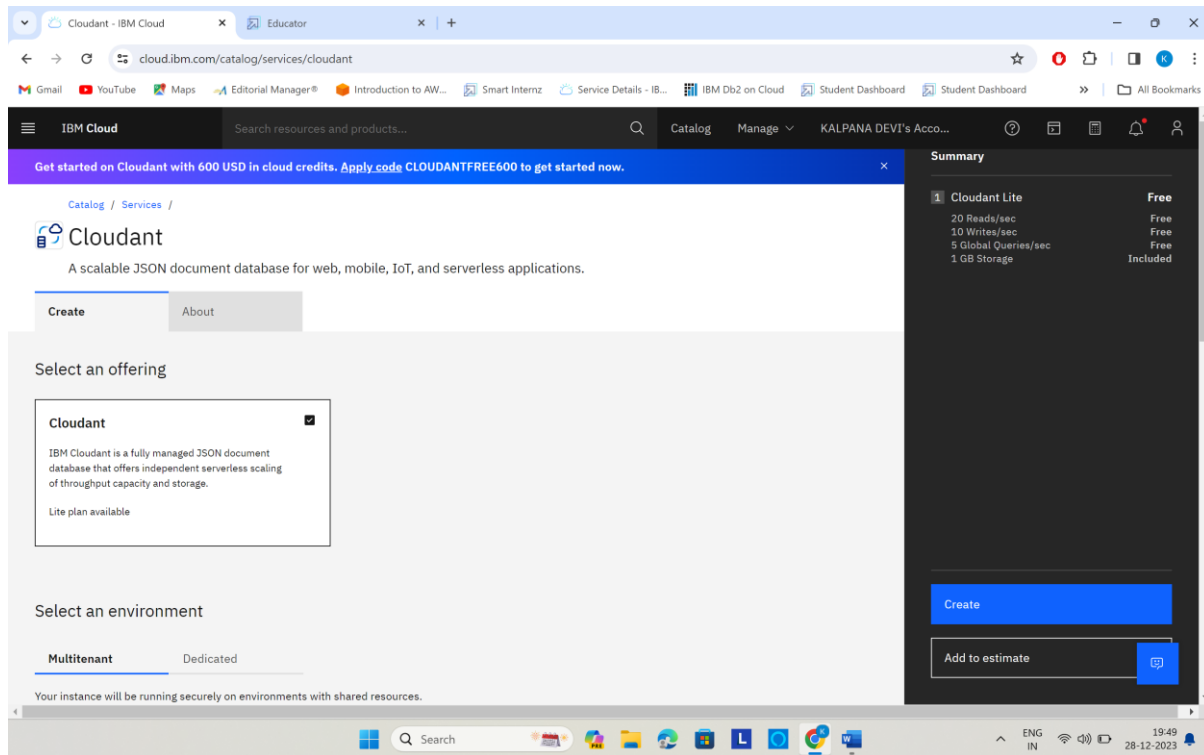 Cloudant - IBM Cloud
Educator
cloud.ibm.com/catalog/services/cloudant
K
Gmail
YouTube
Maps
Editorial Manager®
Introduction to AW...
Smart Internz
Service Details - IB...
IBM Db2 on Cloud
Student Dashboard
Student Dashboard
All Bookmarks
IBM Cloud
Search resources and products...
Catalog
Manage
KALPANA DEVI's Acco...
Get started on Cloudant with 600 USD in cloud credits. Apply code CLOUDANTFREE600 to get started now.
Catalog / Services /
Cloudant
A scalable JSON document database for web, mobile, IoT, and serverless applications.
Create
About
Select an offering
Cloudant
IBM Cloudant is a fully managed JSON document
database that offers independent serverless scaling
of throughput capacity and storage.
Lite plan available
Select an environment
Multitenant
Dedicated
Your instance will be running securely on environments with shared resources.
Summary
1 Cloudant Lite Free
20 Reads/sec Free
10 Writes/sec Free
5 Global Queries/sec Free
1 GB Storage Included
Create
Add to estimate
Search
PRE
L
ENG
IN
19:49
28-12-2023